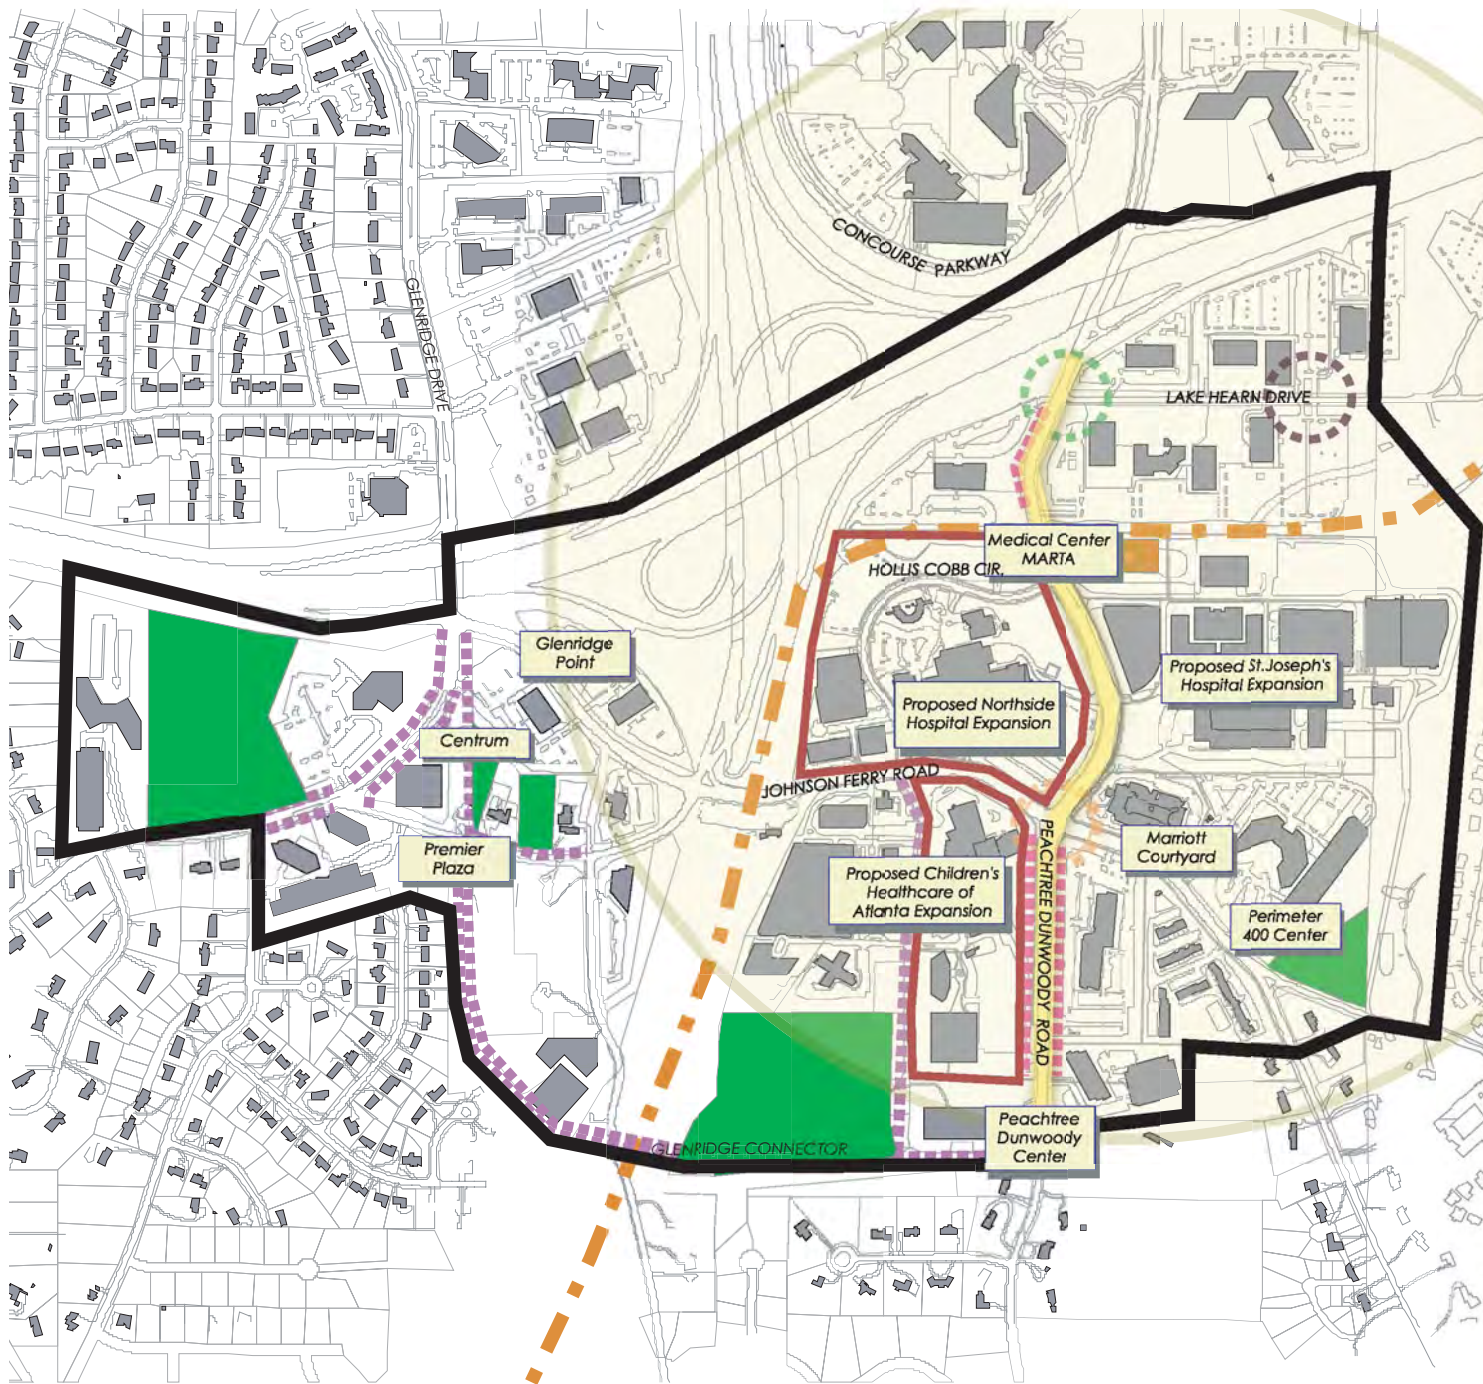 CONCOURSE PARKWAY
GLENRIDGE DRIVE
LAKE HEARN DRIVE
Medical Center
MARTA
HOLLIS COBB CIR.
Glenridge
Point
Proposed St.Joseph's
Hospital Expansion
Proposed Northside
Hospital Expansion
Centrum
JOHNSON FERRY ROAD
Premier
Plaza
PEACHTREE DUNWOODY ROAD
Marriott
Courtyard
Proposed Children's
Healthcare of
Atlanta Expansion
Perimeter
400 Center
Peachtree
Dunwoody
Center
GLENRIDGE CONNECTOR